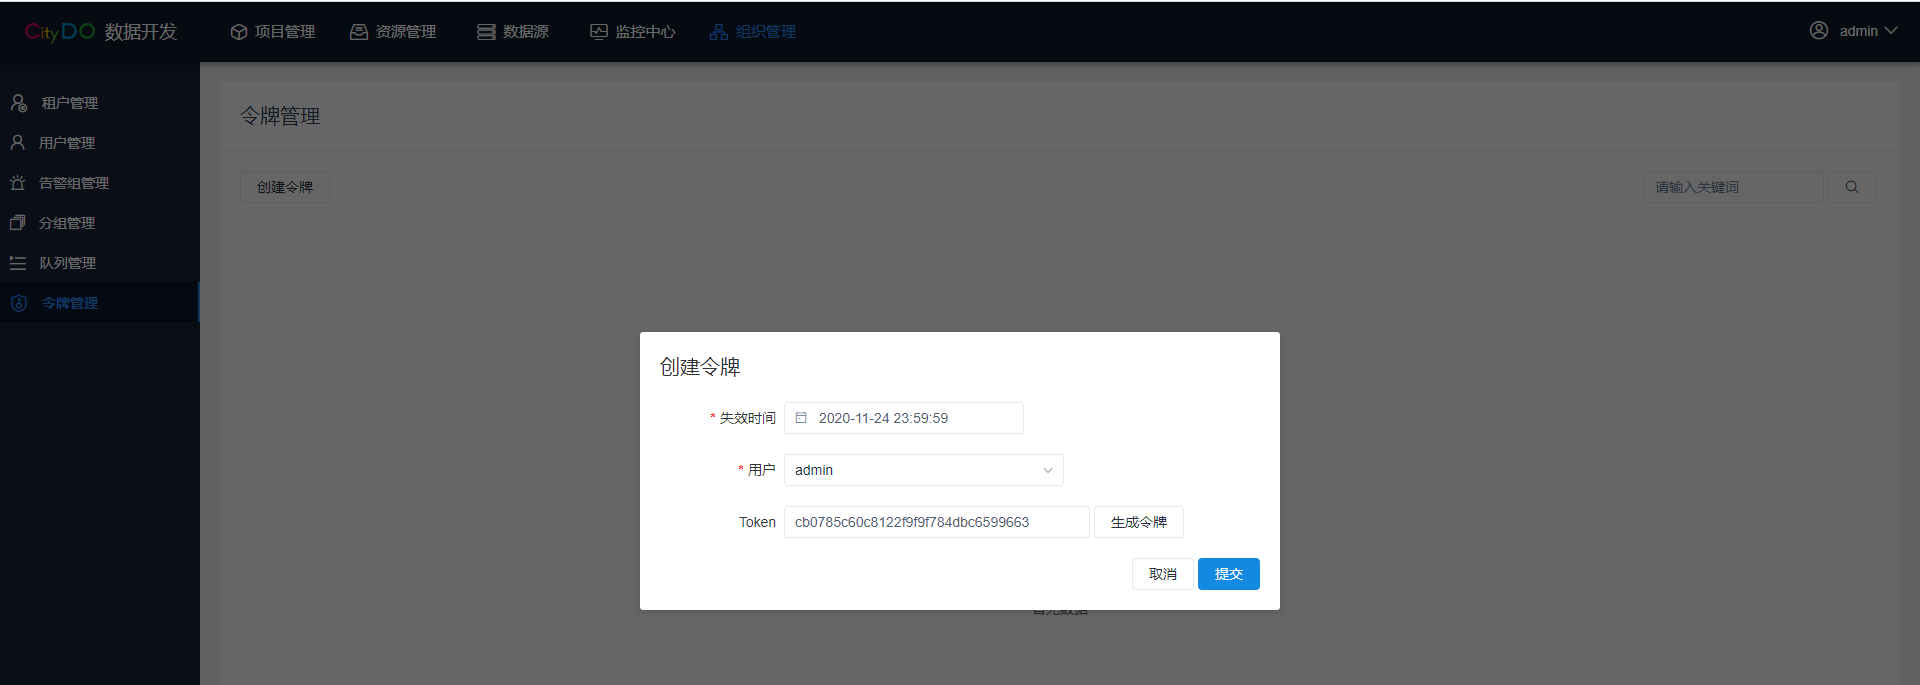 CityDO 数据开发
项目管理
资源管理
数据源
监控中心
组织管理
admin
租户管理
用户管理
告警组管理
分组管理
队列管理
令牌管理
令牌管理
创建令牌
请输入关键词
创建令牌
* 失效时间 2020-11-24 23:59:59
* 用户 admin
Token cb0785c60c8122f9f9f784dbc6599663 生成令牌
取消 提交
暂无数据